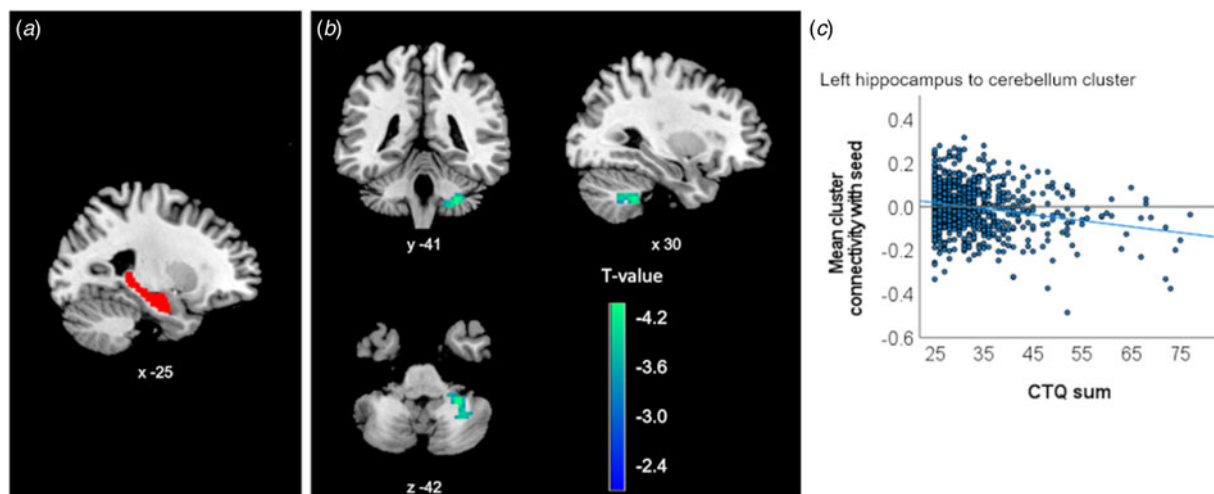 (a)
x -25
(b)
y -41
x 30
z -42
T-value
-4.2
-3.6
-3.0
-2.4
(c)
Left hippocampus to cerebellum cluster
Mean cluster
connectivity with seed
0.4
0.2
0.0
-0.2
-0.4
-0.6
25 35 45 55 65 75
CTQ sum